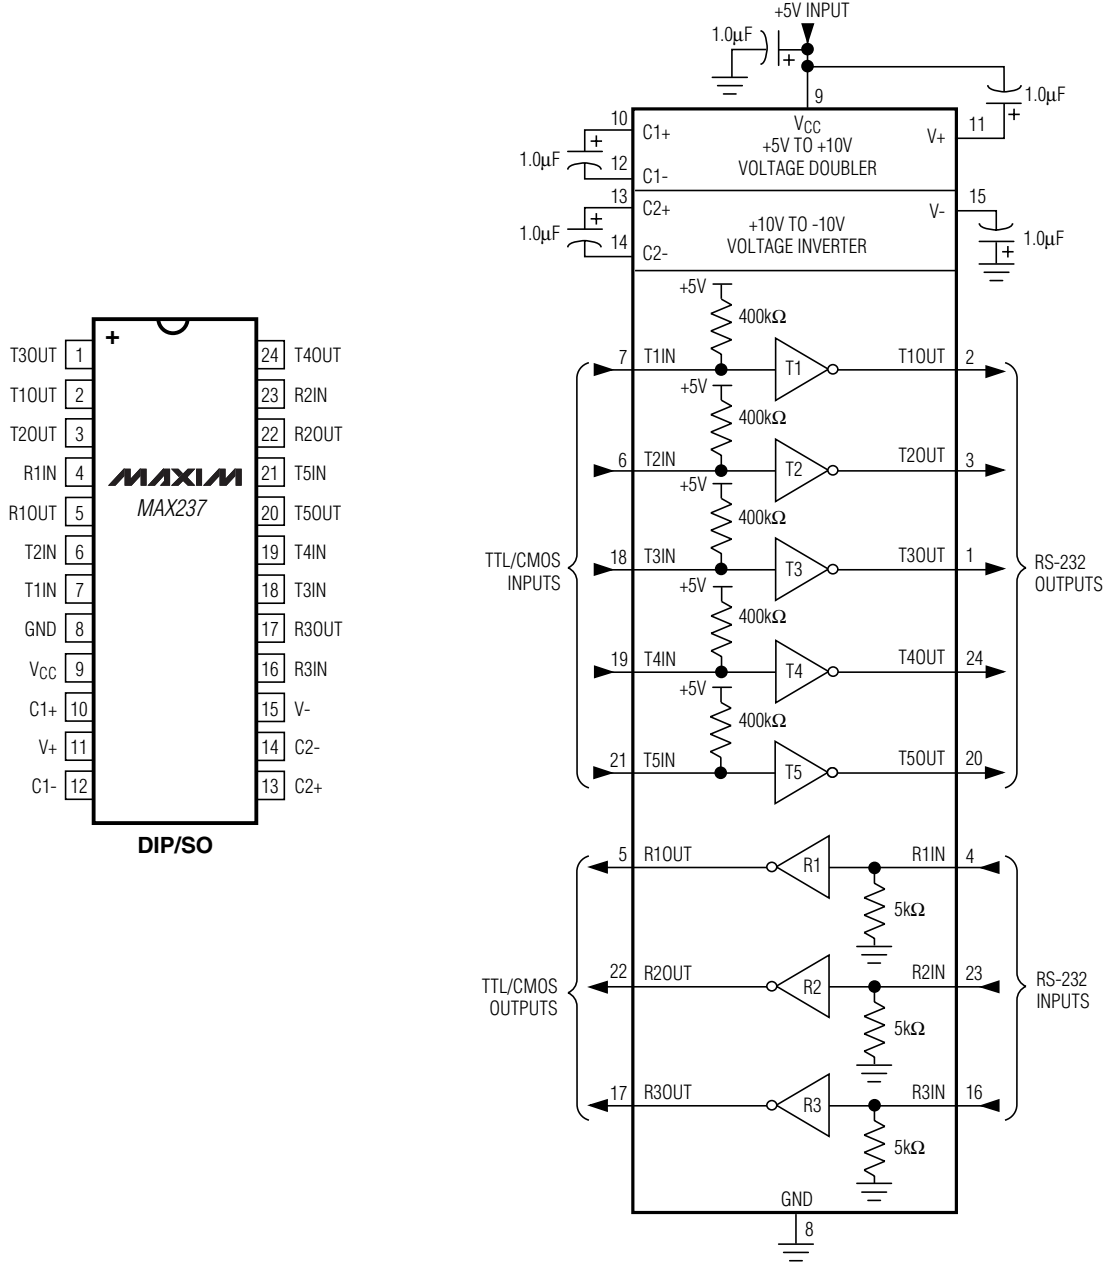 +
T3OUT 1
T1OUT 2
T2OUT 3
R1IN 4
R1OUT 5
T2IN 6
T1IN 7
GND 8
VCC 9
C1+ 10
V+ 11
C1- 12
24 T4OUT
23 R2IN
22 R2OUT
21 T5IN
20 T5OUT
19 T4IN
18 T3IN
17 R3OUT
16 R3IN
15 V-
14 C2-
13 C2+
MAXIM
MAX237
DIP/SO
+5V INPUT
1.0µF
+
9
1.0µF
+
11
V+
10
C1+
+
1.0µF
12
C1-
VCC
+5V TO +10V
VOLTAGE DOUBLER
13
C2+
+
1.0µF
14
C2-
+10V TO -10V
VOLTAGE INVERTER
V-
15
1.0µF
+
+5V
400kΩ
7 T1IN T1 T1OUT 2
+5V
400kΩ
6 T2IN T2 T2OUT 3
+5V
400kΩ
18 T3IN T3 T3OUT 1
+5V
400kΩ
19 T4IN T4 T4OUT 24
+5V
400kΩ
21 T5IN T5 T5OUT 20
TTL/CMOS
INPUTS
RS-232
OUTPUTS
5 R1OUT R1 R1IN 4
5kΩ
22 R2OUT R2 R2IN 23
5kΩ
17 R3OUT R3 R3IN 16
5kΩ
TTL/CMOS
OUTPUTS
RS-232
INPUTS
GND
8